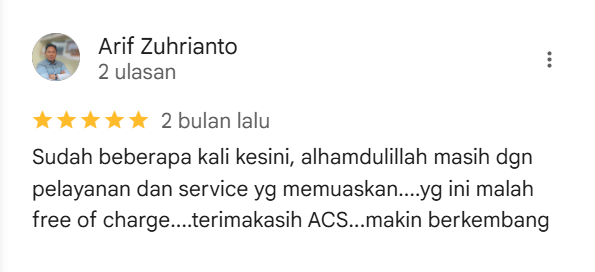 Arif Zuhrianto
2 ulasan
2 bulan lalu
Sudah beberapa kali kesini, alhamdulillah masih dgn
pelayanan dan service yg memuaskan....yg ini malah
free of charge....terimakasih ACS...makin berkembang